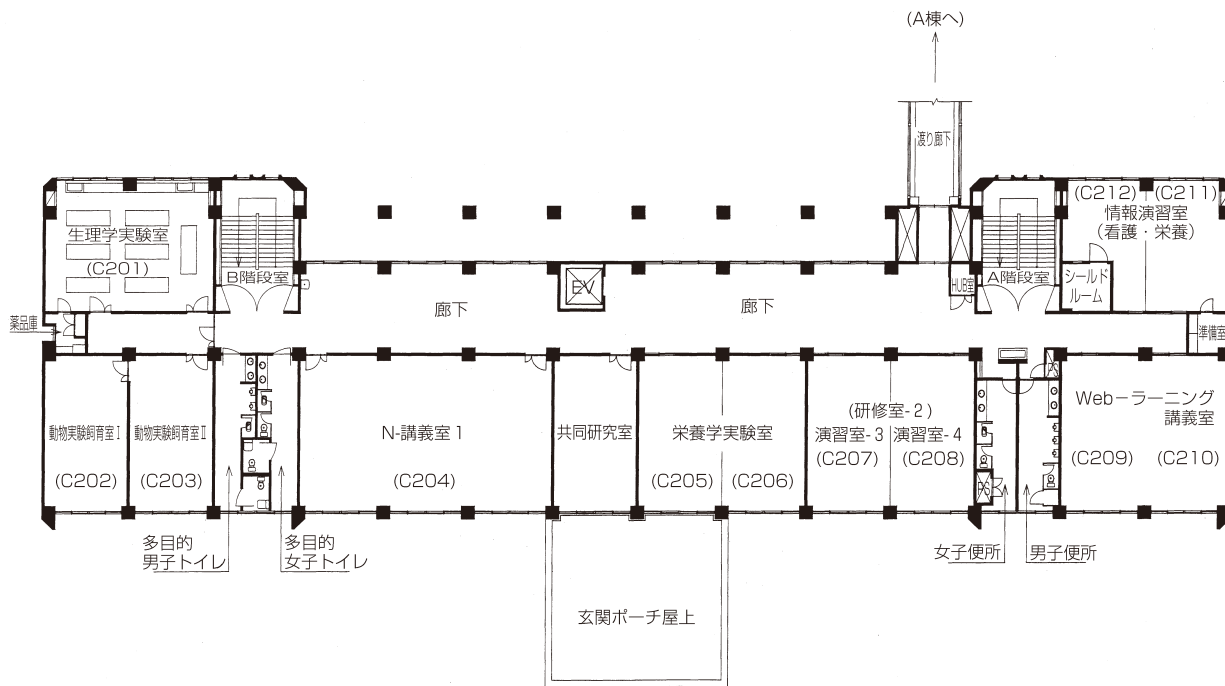 (A棟へ)
渡り廊下
生理学実験室
(C201)
B階段室
EV
廊下
廊下
HUB室
A階段室
(C212)
(C211)
情報演習室
(看護・栄養)
シールド
ルーム
薬品庫
準備室
動物実験飼育室Ⅰ
(C202)
動物実験飼育室Ⅱ
(C203)
N-講義室1
(C204)
共同研究室
栄養学実験室
(C205)
(C206)
(研修室-2)
演習室-3
演習室-4
(C207)
(C208)
PS
PS
Web−ラーニング
講義室
(C209)
(C210)
多目的
男子トイレ
多目的
女子トイレ
女子便所
男子便所
玄関ポーチ屋上